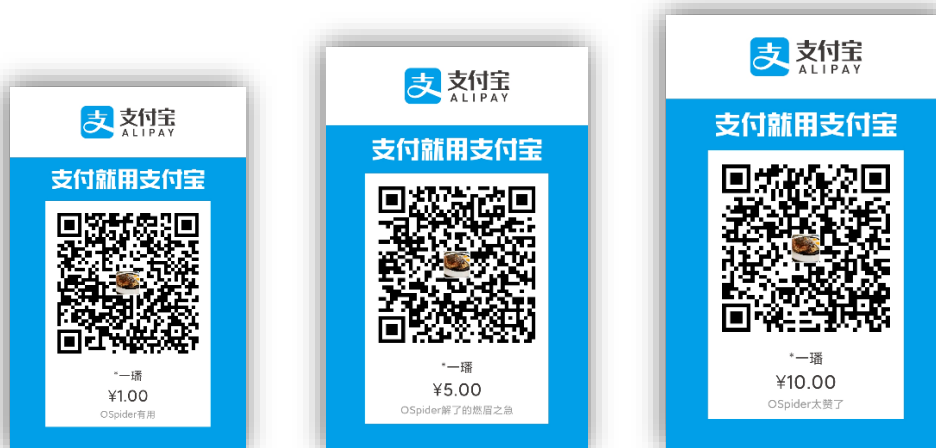 支付宝
ALIPAY
支付就用支付宝
*一璠
¥1.00
OSpider有用
支付宝
ALIPAY
支付就用支付宝
*一璠
¥5.00
OSpider解了的燃眉之急
支付宝
ALIPAY
支付就用支付宝
*一璠
¥10.00
OSpider太赞了